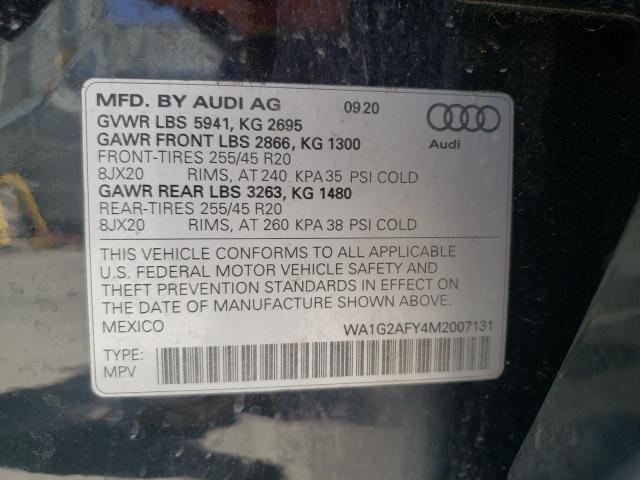 MFD. BY AUDI AG 09 20
GVWR LBS 5941, KG 2695
GAWR FRONT LBS 2866, KG 1300
FRONT-TIRES 255/45 R20
8JX20 RIMS, AT 240 KPA 35 PSI COLD
GAWR REAR LBS 3263, KG 1480
REAR-TIRES 255/45 R20
8JX20 RIMS, AT 260 KPA 38 PSI COLD
Audi
THIS VEHICLE CONFORMS TO ALL APPLICABLE
U.S. FEDERAL MOTOR VEHICLE SAFETY AND
THEFT PREVENTION STANDARDS IN EFFECT ON
THE DATE OF MANUFACTURE SHOWN ABOVE.
MEXICO WA1G2AFY4M2007131
TYPE:
MPV